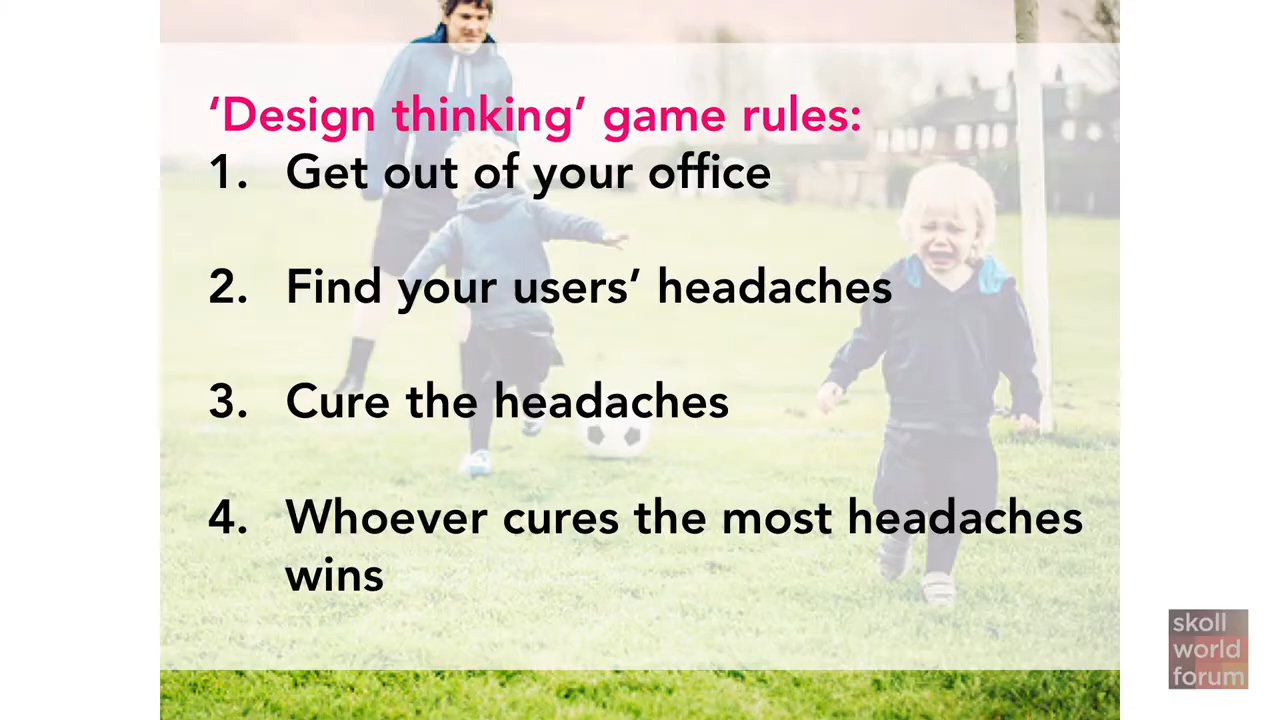 ‘Design thinking’ game rules:
1. Get out of your office
2. Find your users’ headaches
3. Cure the headaches
4. Whoever cures the most headaches
wins
skoll
world
forum